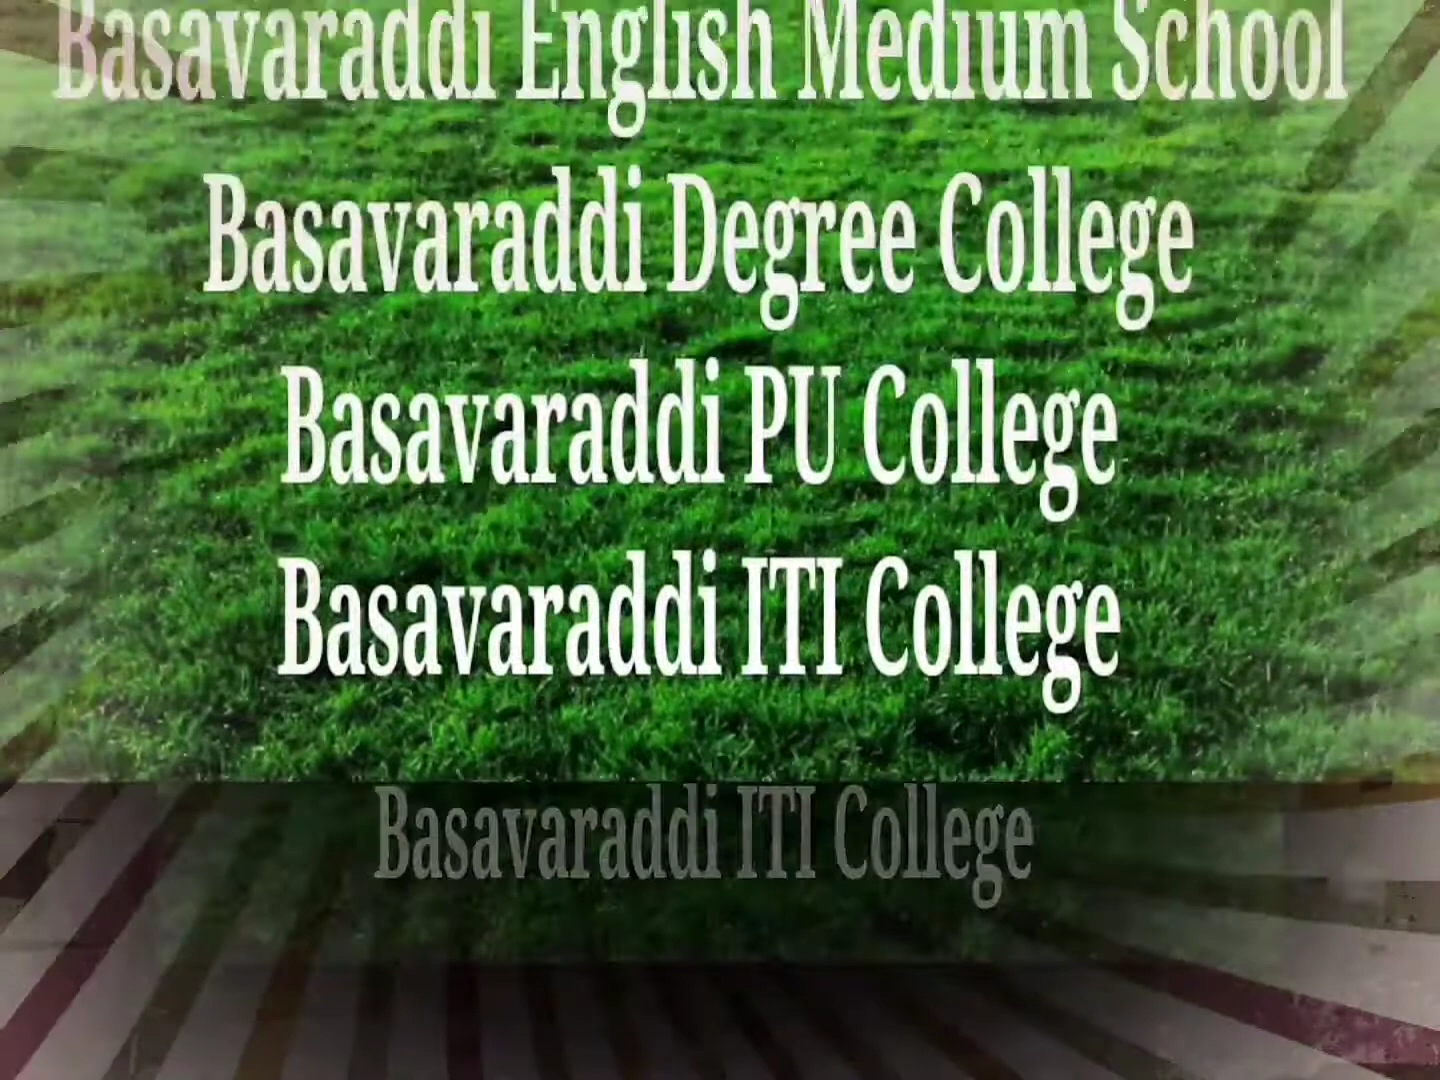 Basavaraddi English Medium School
Basavaraddi Degree College
Basavaraddi PU College
Basavaraddi ITI College
Basavaraddi ITI College